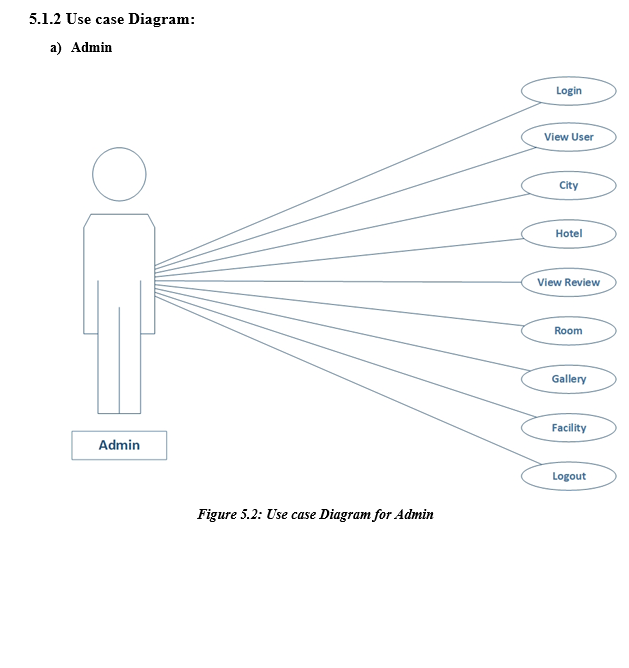 5.1.2 Use case Diagram:
a) Admin
Login
View User
City
Hotel
View Review
Room
Gallery
Facility
Logout
Admin
Figure 5.2: Use case Diagram for Admin